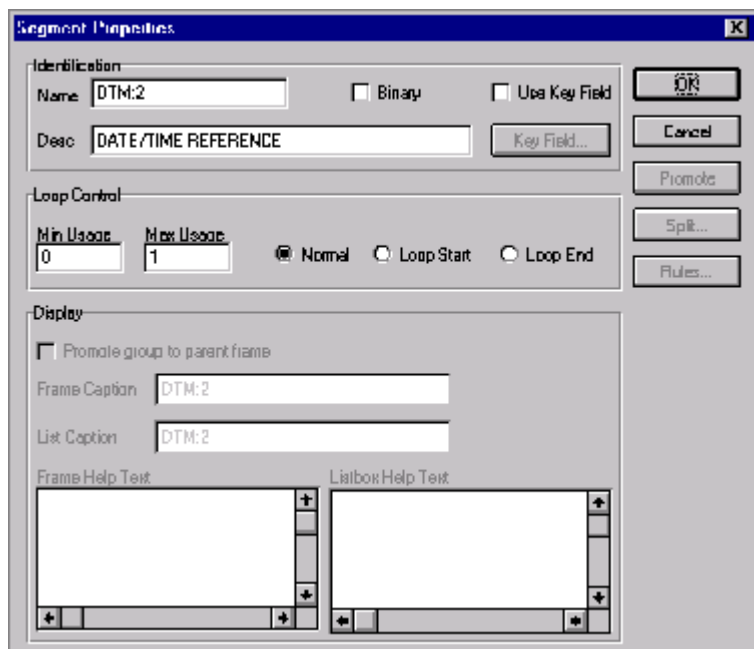 Segment Properties
Identification
Name DTM:2 Binary Use Key Field
Desc DATE/TIME REFERENCE Key Field...
OK
Cancel
Promote
Split...
Rules...
Loop Control
Min Usage Max Usage
0 1 Normal Loop Start Loop End
Display
Promote group to parent frame
Frame Caption DTM:2
List Caption DTM:2
Frame Help Text Listbox Help Text